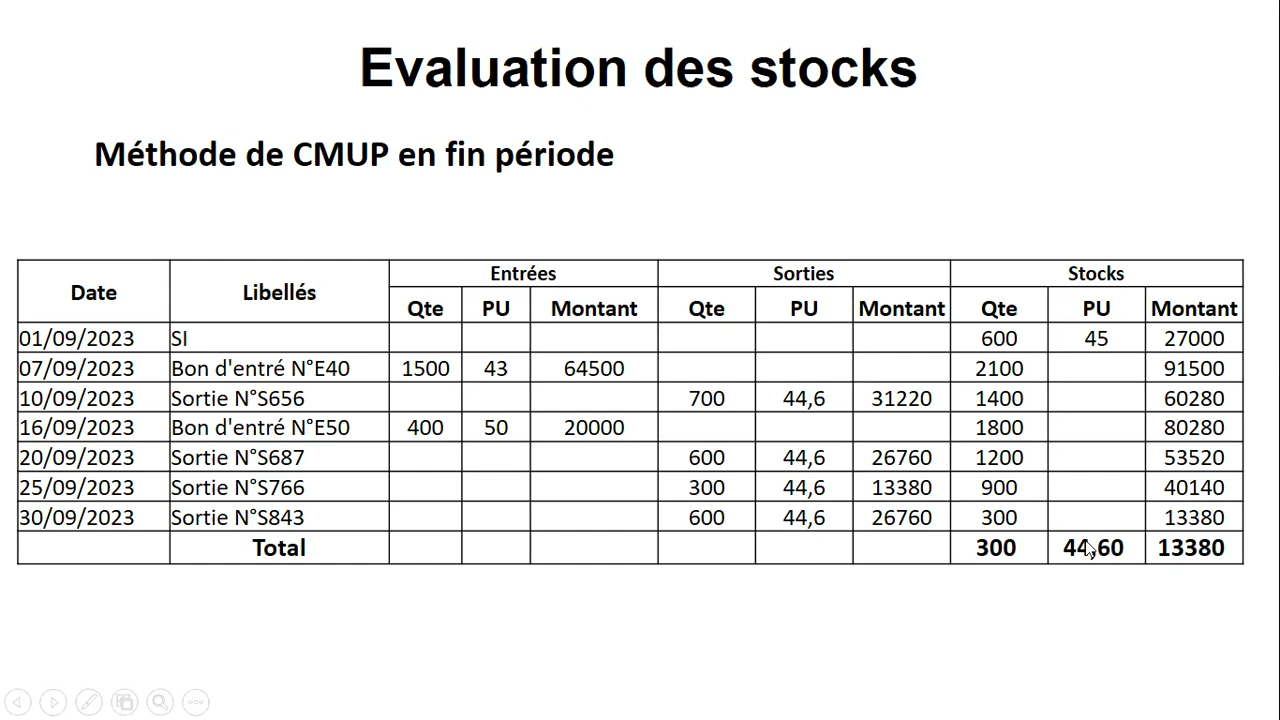 Evaluation des stocks
Méthode de CMUP en fin période
Date Libellés Entrées Sorties Stocks
Qte PU Montant Qte PU Montant Qte PU Montant
01/09/2023 SI 600 45 27000
07/09/2023 Bon d'entré N°E40 1500 43 64500 2100 91500
10/09/2023 Sortie N°S656 700 44,6 31220 1400 60280
16/09/2023 Bon d'entré N°E50 400 50 20000 1800 80280
20/09/2023 Sortie N°S687 600 44,6 26760 1200 53520
25/09/2023 Sortie N°S766 300 44,6 13380 900 40140
30/09/2023 Sortie N°S843 600 44,6 26760 300 13380
Total 300 44,60 13380